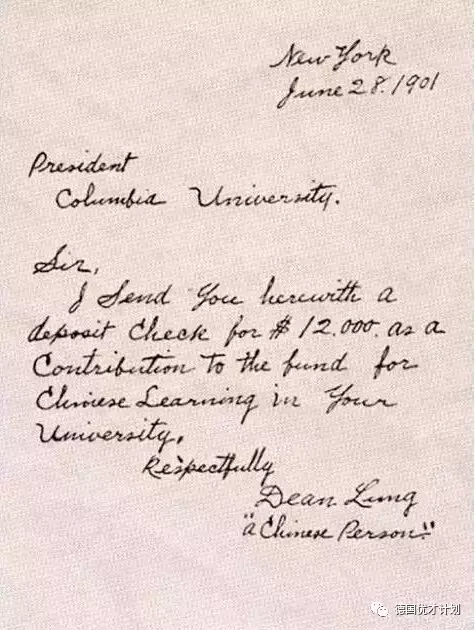 New York
June 28. 1901
President
Columbia University.
Sir,
I Send You herewith a
deposit Check for $ 12.000. as a
Contribution to the fund for
Chinese Learning in Your
University.
Respectfully
Dean Lung
"a Chinese Person"
德国优才计划